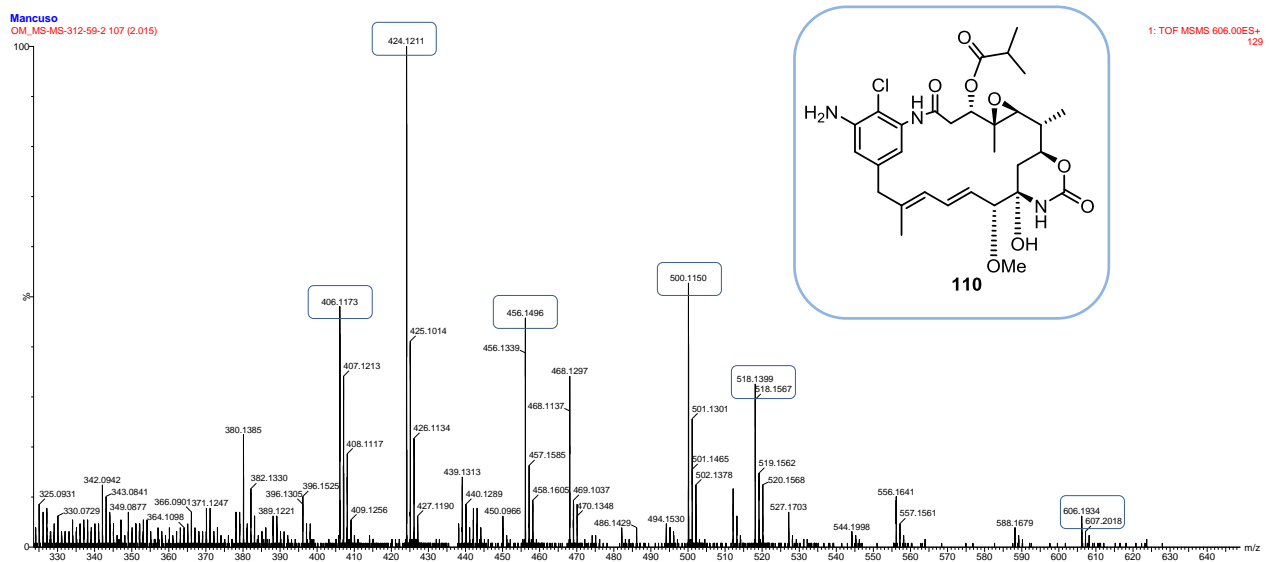 Mancuso
OM_MS-MS-312-59-2 107 (2.015)
1: TOF MSMS 606.00ES+
129
100
%
0
424.1211
406.1173
407.1213
408.1117
409.1256
425.1014
426.1134
427.1190
380.1385
382.1330
342.0942
343.0841
325.0931
330.0729
349.0877
364.1098
366.0901
371.1247
389.1221
396.1305
396.1525
439.1313
440.1289
450.0966
456.1496
456.1339
457.1585
458.1605
468.1297
468.1137
469.1037
470.1348
486.1429
494.1530
500.1150
501.1301
501.1465
502.1378
518.1399
518.1567
519.1562
520.1568
527.1703
544.1998
556.1641
557.1561
588.1679
606.1934
607.2018
330 340 350 360 370 380 390 400 410 420 430 440 450 460 470 480 490 500 510 520 530 540 550 560 570 580 590 600 610 620 630 640
m/z
O
O
Cl
H
N
O
O
H2N
O
O
N
H
OH
OMe
110